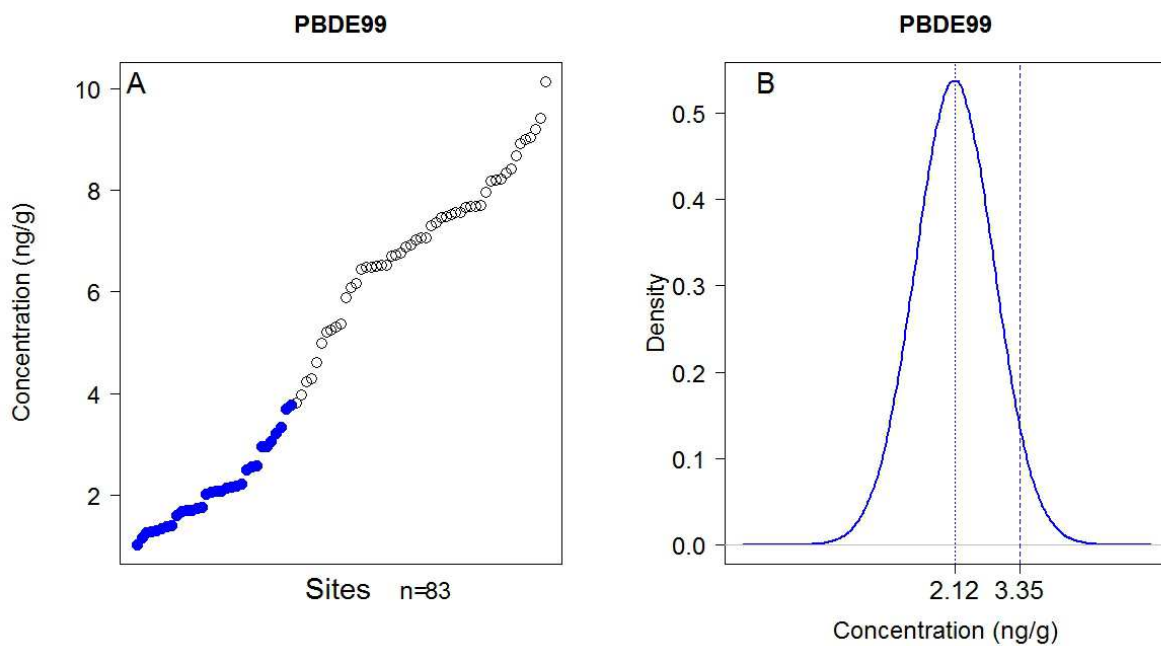 PBDE99
A
Concentration (ng/g)
10
8
6
4
2
Sites n=83
PBDE99
B
Density
0.5
0.4
0.3
0.2
0.1
0.0
2.12 3.35
Concentration (ng/g)